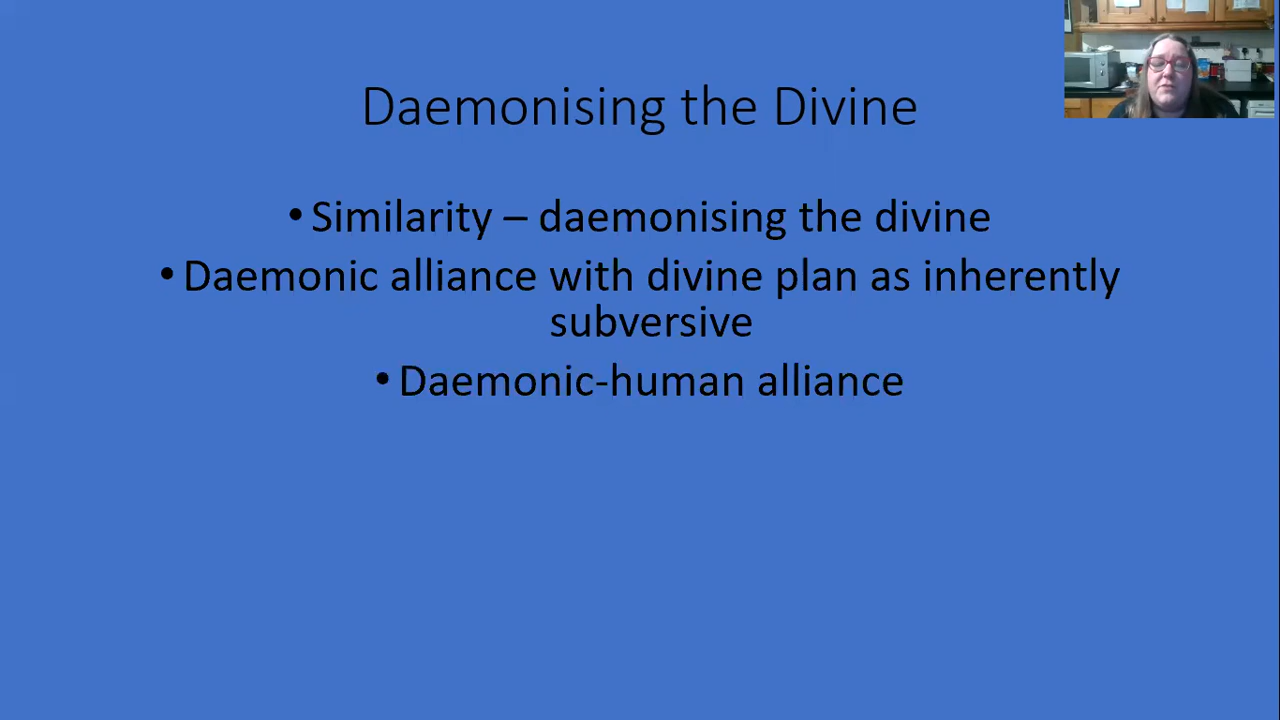 Daemonising the Divine
• Similarity – daemonising the divine
• Daemonic alliance with divine plan as inherently
subversive
• Daemonic-human alliance